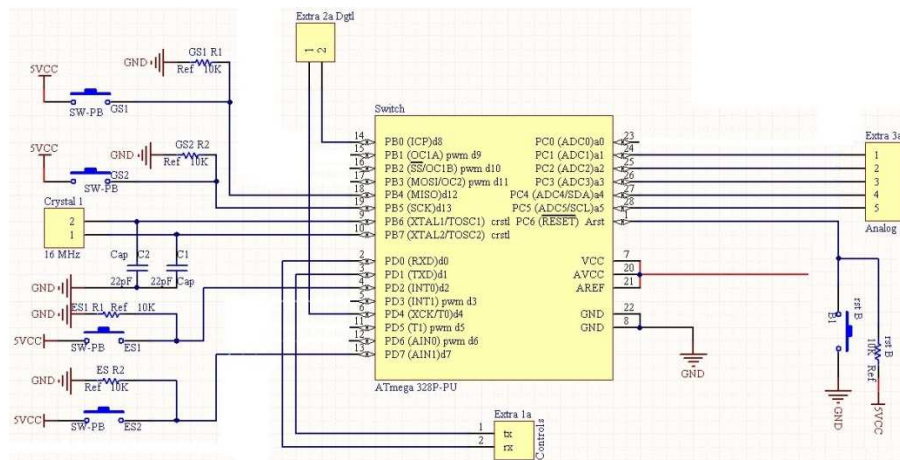 Extra 2a Dgtl
1
2
GND
GS1 R1
Ref 10K
5VCC
SW-PB
GS1
GND
GS2 R2
Ref 10K
5VCC
SW-PB
GS2
Crystal 1
2
1
16 MHz
Cap
C2
22pF
C1
22pF Cap
GND
ES1 R1 Ref 10K
GND
5VCC
SW-PB
ES1
ES R2
GND
Ref 10K
5VCC
SW-PB
ES2
Switch
14 PB0 (ICP)d8
15 PB1 (OC1A) pwm d9
16 PB2 (SS/OC1B) pwm d10
17 PB3 (MOSI/OC2) pwm d11
18 PB4 (MISO)d12
19 PB5 (SCK)d13
9 PB6 (XTAL1/TOSC1) crstl
10 PB7 (XTAL2/TOSC2) crstl
2 PD0 (RXD)d0
3 PD1 (TXD)d1
4 PD2 (INT0)d2
5 PD3 (INT1) pwm d3
6 PD4 (XCK/T0)d4
11 PD5 (T1) pwm d5
12 PD6 (AIN0) pwm d6
13 PD7 (AIN1)d7
PC0 (ADC0)a0 23
PC1 (ADC1)a1 24
PC2 (ADC2)a2 25
PC3 (ADC3)a3 26
PC4 (ADC4/SDA) a4 27
PC5 (ADC5/SCL) a5 28
PC6 (RESET) Arst 1
VCC 7
AVCC 20
AREF 21
GND 22
GND 8
ATmega 328P-PU
GND
Extra 3a
1
2
3
4
5
Analog
B1
rst B
GND
rst B
10K Ref
5VCC
Extra 1a
1 tx
2 rx
Controls